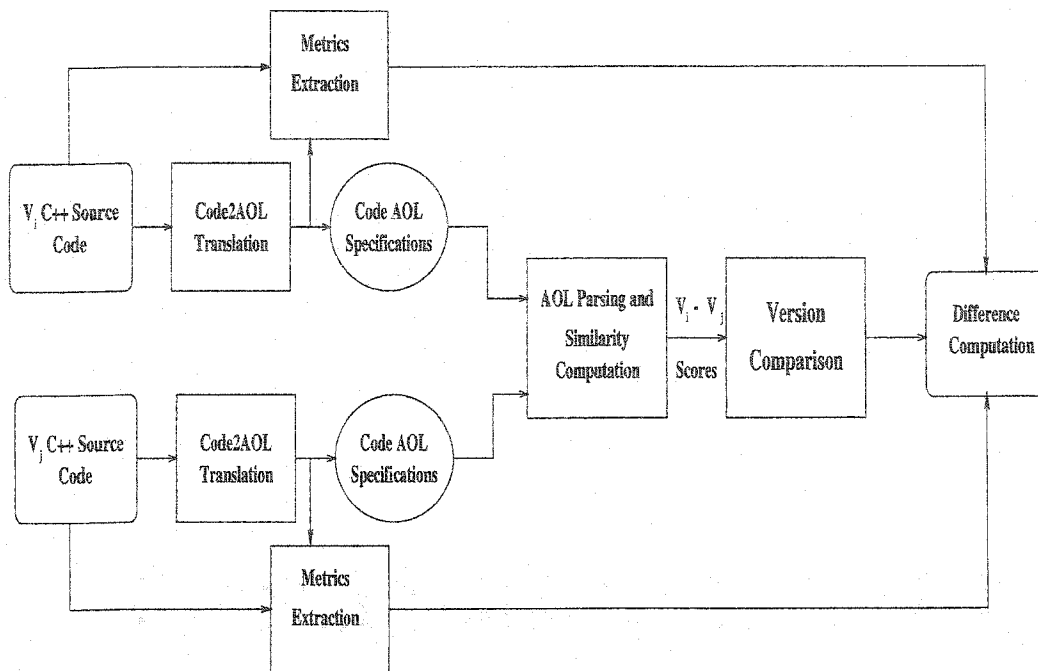 Metrics
Extraction
V_i C++ Source
Code
Code2AOL
Translation
Code AOL
Specifications
AOL Parsing and
Similarity
Computation
V_i - V_j
Scores
Version
Comparison
Difference
Computation
V_j C++ Source
Code
Code2AOL
Translation
Code AOL
Specifications
Metrics
Extraction